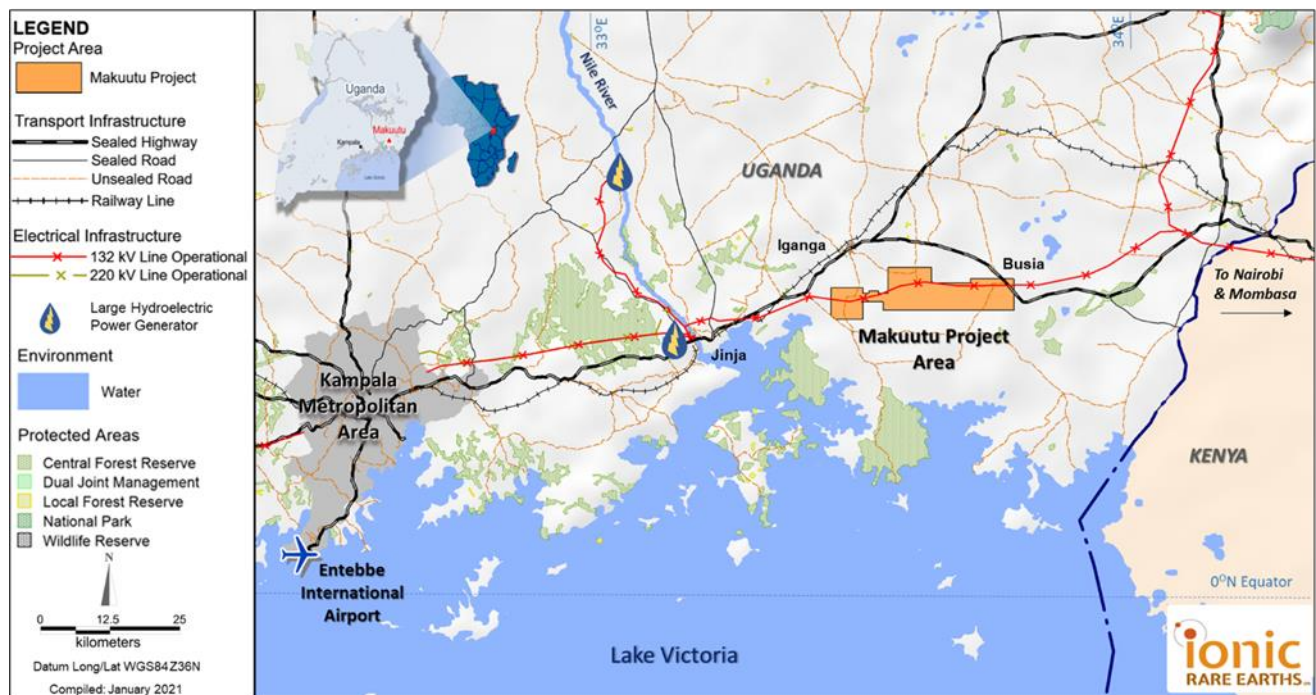 LEGEND
Project Area
Makuutu Project
Transport Infrastructure
Sealed Highway
Sealed Road
Unsealed Road
Railway Line
Electrical Infrastructure
132 kV Line Operational
220 kV Line Operational
Large Hydroelectric
Power Generator
Environment
Water
Protected Areas
Central Forest Reserve
Dual Joint Management
Local Forest Reserve
National Park
Wildlife Reserve
N
0 12.5 25
kilometers
Datum Long/Lat WGS84 Z36N
Compiled: January 2021
Uganda
Makuutu
Kampala
33°E
34°E
Nile River
UGANDA
Iganga
Busia
To Nairobi
& Mombasa
Jinja
Makuutu Project
Area
Kampala
Metropolitan
Area
KENYA
Entebbe
International
Airport
0°N Equator
Lake Victoria
ionic
RARE EARTHS